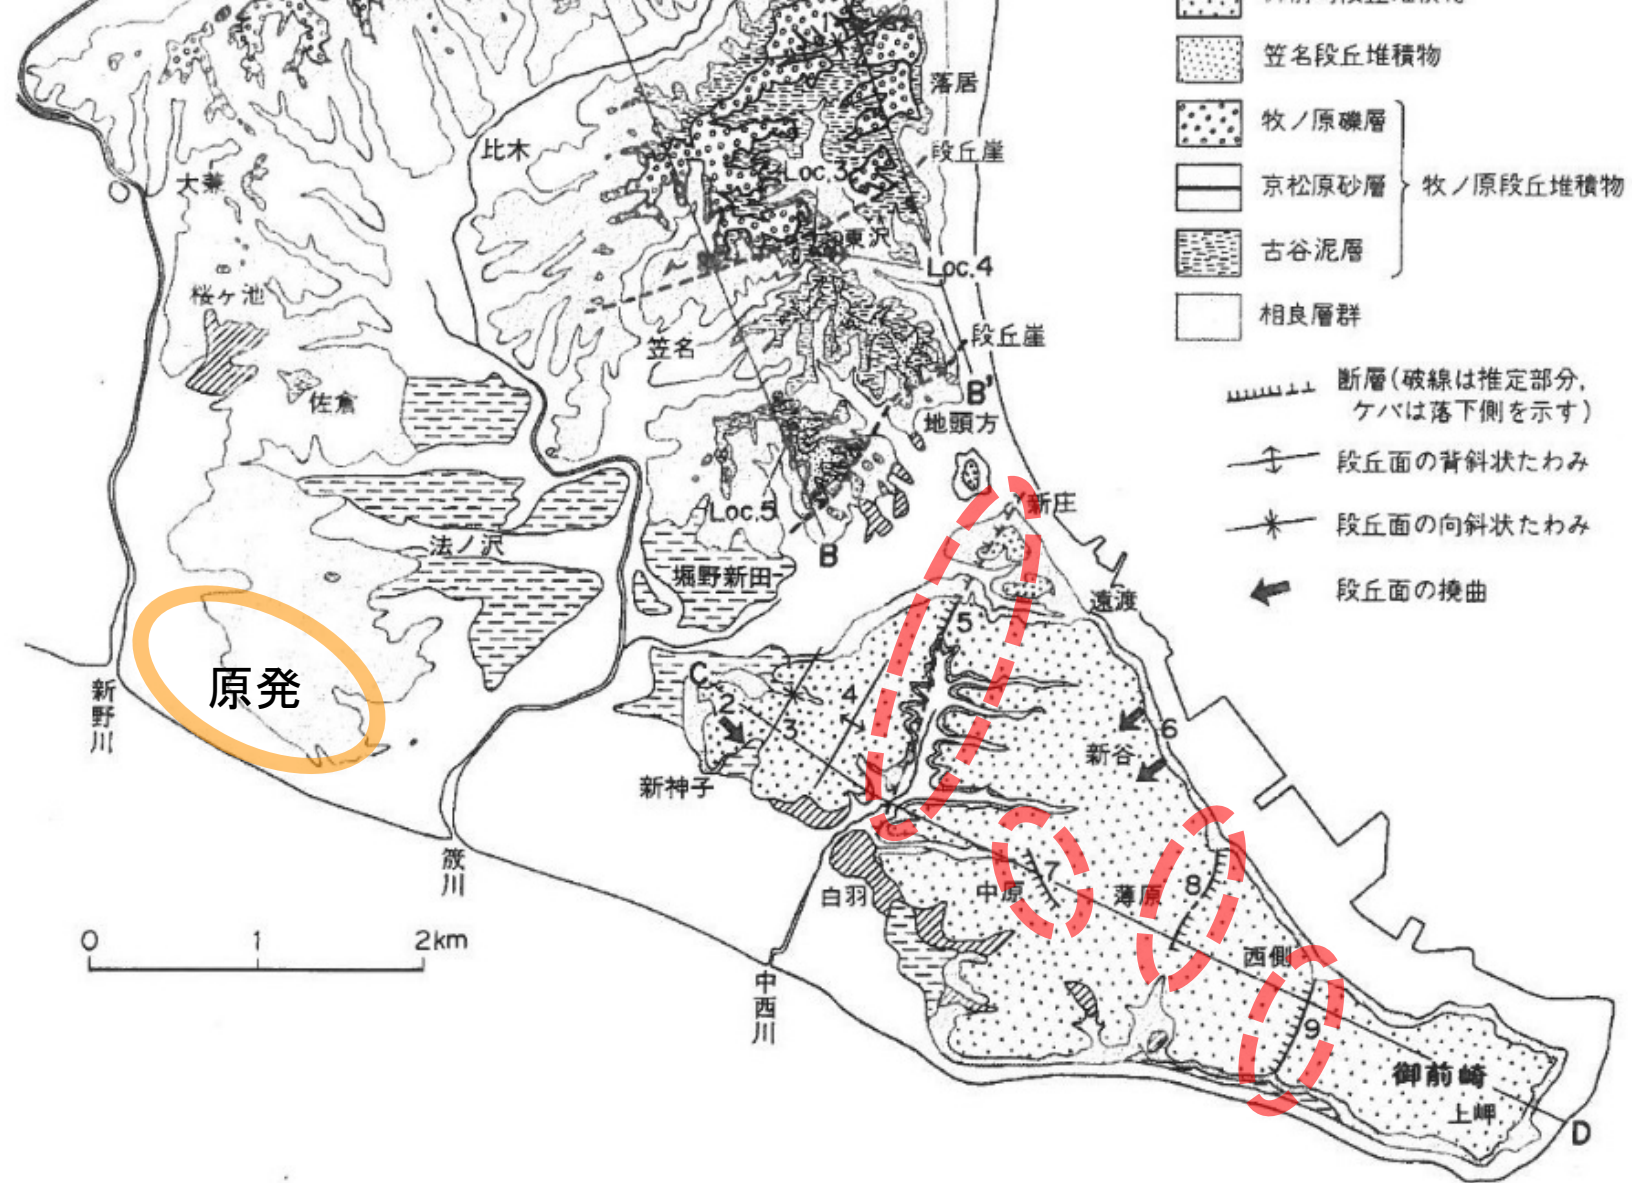 笠名段丘堆積物
牧ノ原礫層
京松原砂層
牧ノ原段丘堆積物
古谷泥層
相良層群
断層(破線は推定部分,
ケバは落下側を示す)
段丘面の背斜状たわみ
段丘面の向斜状たわみ
段丘面の撓曲
落居
段丘崖
比木
大兼
Loc.3
東沢
Loc.4
桜ヶ池
笠名
段丘崖
B'
地頭方
佐倉
Loc.5
新庄
法ノ沢
B
堀野新田
遠渡
5
原発
C
2
3
4
6
新谷
新野川
新神子
筬川
7
8
中原
薄原
白羽
西側
0 1 2km
中西川
9
御前崎
上岬
D